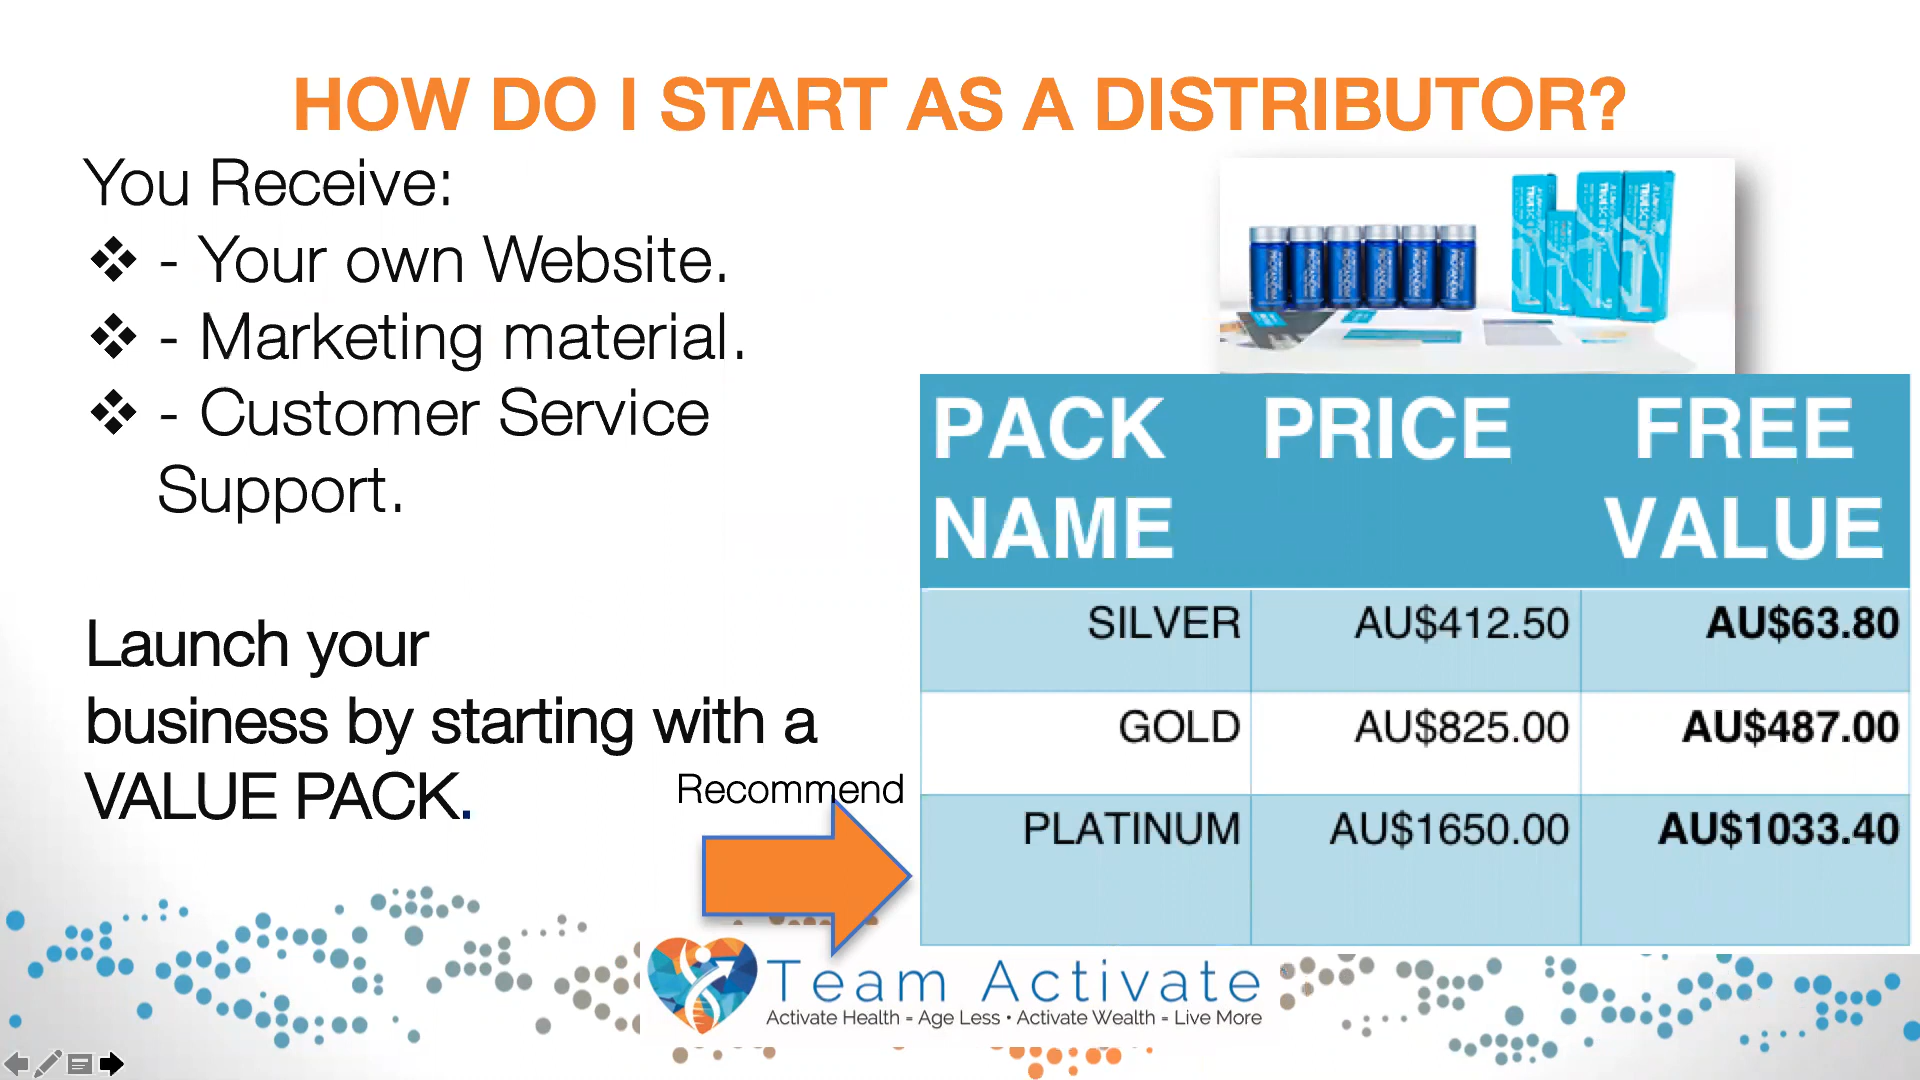 HOW DO I START AS A DISTRIBUTOR?
You Receive:
❖ - Your own Website.
❖ - Marketing material.
❖ - Customer Service
Support.
Launch your
business by starting with a
VALUE PACK.
Recommend
PACK NAME PRICE FREE VALUE
SILVER AU$412.50 AU$63.80
GOLD AU$825.00 AU$487.00
PLATINUM AU$1650.00 AU$1033.40
Team Activate
Activate Health = Age Less • Activate Wealth = Live More